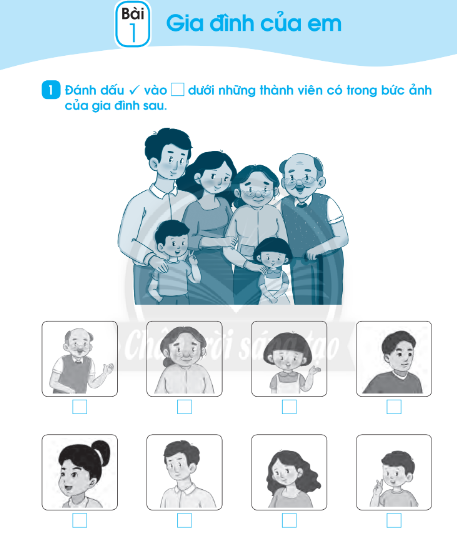 Bài
1
Gia đình của em
1 Đánh dấu ✓ vào □ dưới những thành viên có trong bức ảnh
của gia đình sau.
Chân trời sáng tạo